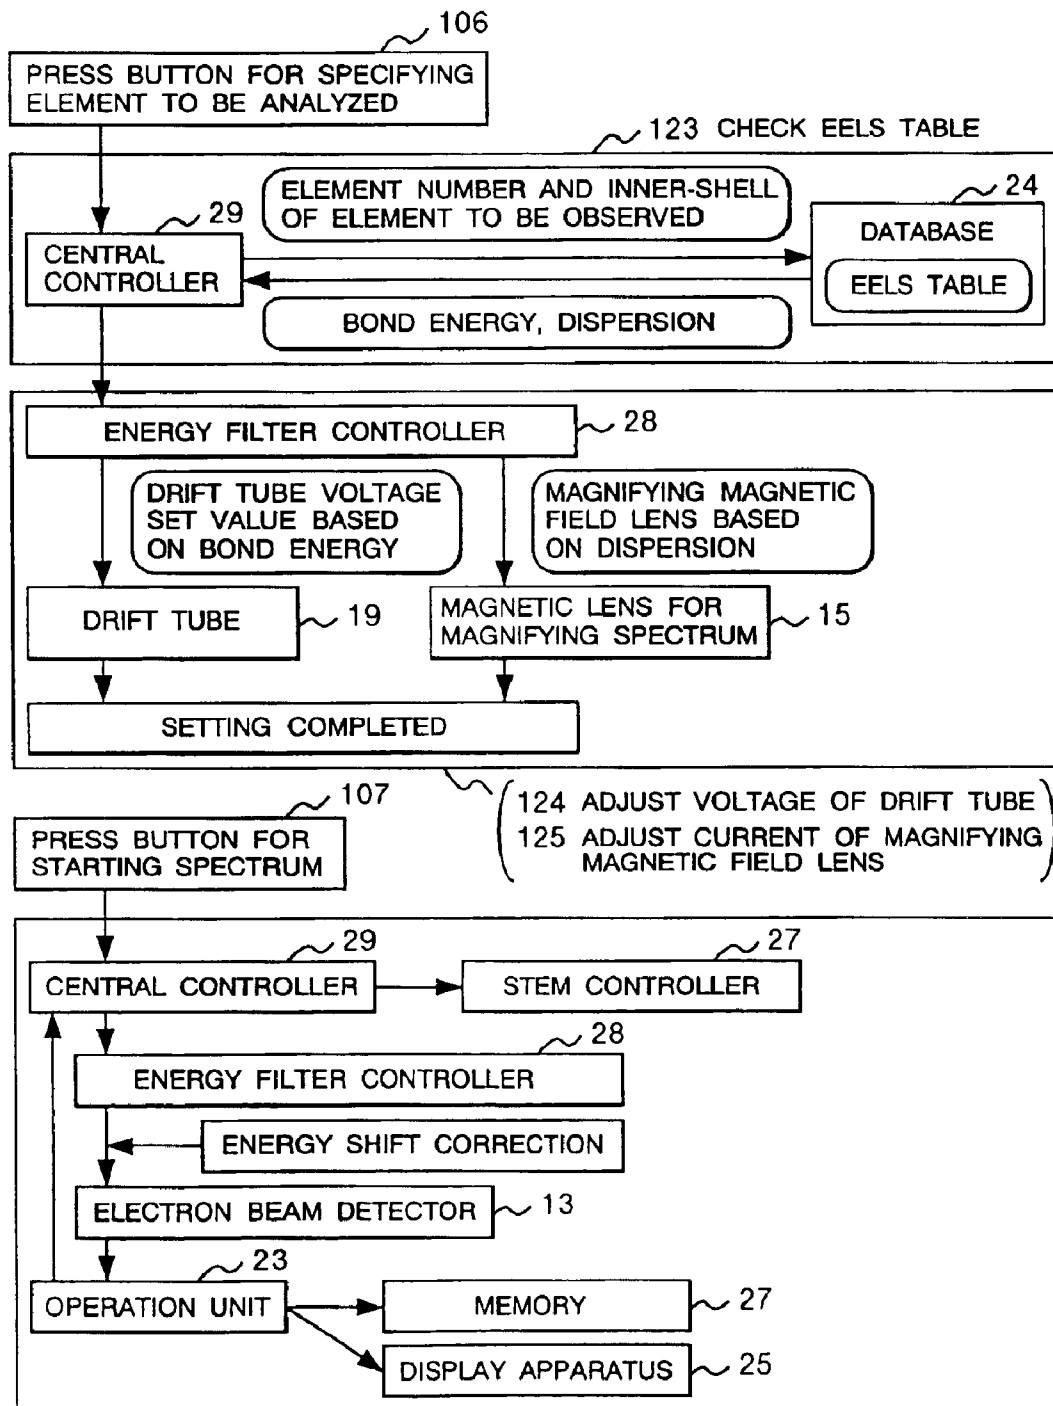 106
PRESS BUTTON FOR SPECIFYING
ELEMENT TO BE ANALYZED
123 CHECK EELS TABLE
ELEMENT NUMBER AND INNER-SHELL
OF ELEMENT TO BE OBSERVED
24
29
DATABASE
CENTRAL
CONTROLLER
EELS TABLE
BOND ENERGY, DISPERSION
ENERGY FILTER CONTROLLER
28
DRIFT TUBE VOLTAGE
SET VALUE BASED
ON BOND ENERGY
MAGNIFYING MAGNETIC
FIELD LENS BASED
ON DISPERSION
DRIFT TUBE
19
MAGNETIC LENS FOR
MAGNIFYING SPECTRUM
15
SETTING COMPLETED
124 ADJUST VOLTAGE OF DRIFT TUBE
125 ADJUST CURRENT OF MAGNIFYING
MAGNETIC FIELD LENS
107
PRESS BUTTON FOR
STARTING SPECTRUM
29
CENTRAL CONTROLLER
27
STEM CONTROLLER
28
ENERGY FILTER CONTROLLER
ENERGY SHIFT CORRECTION
ELECTRON BEAM DETECTOR
13
23
OPERATION UNIT
MEMORY
27
DISPLAY APPARATUS
25